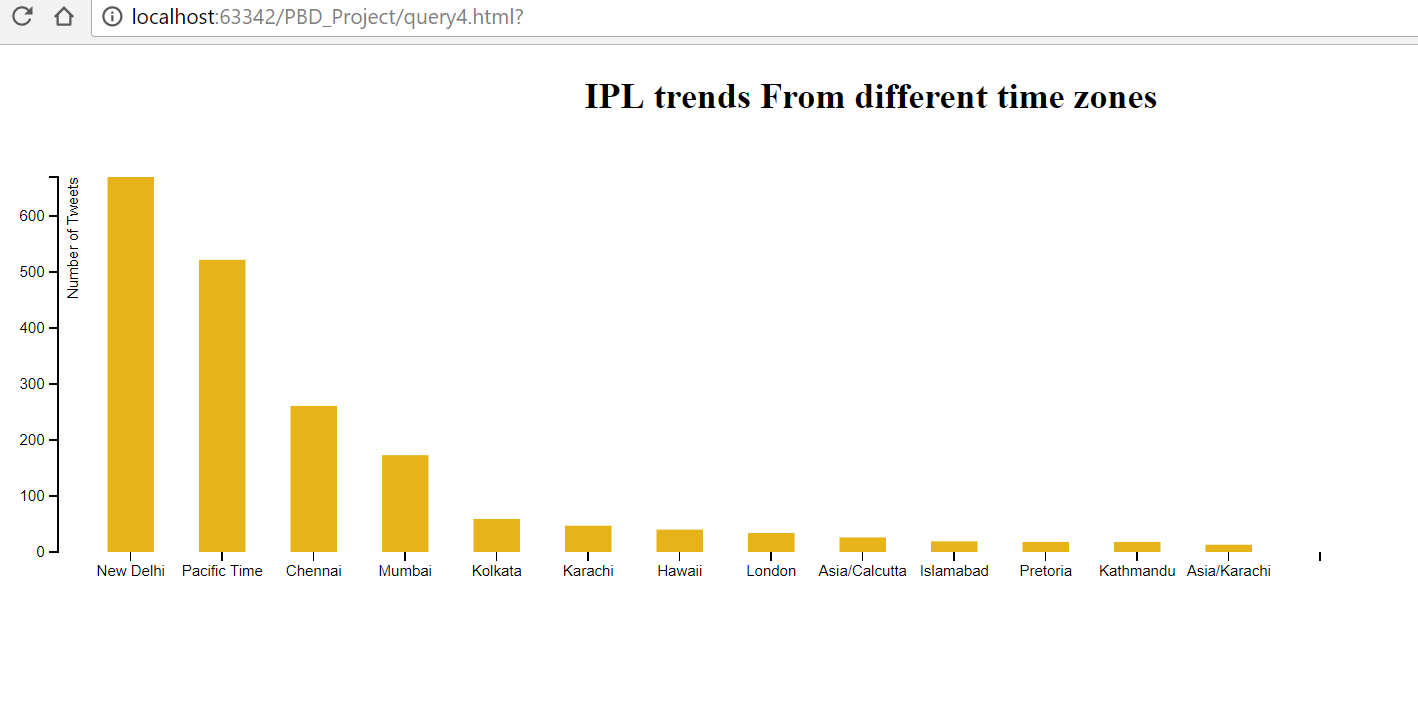 localhost:63342/PBD_Project/query4.html?
IPL trends From different time zones
Number of Tweets
600
500
400
300
200
100
0
New Delhi Pacific Time Chennai Mumbai Kolkata Karachi Hawaii London Asia/Calcutta Islamabad Pretoria Kathmandu Asia/Karachi